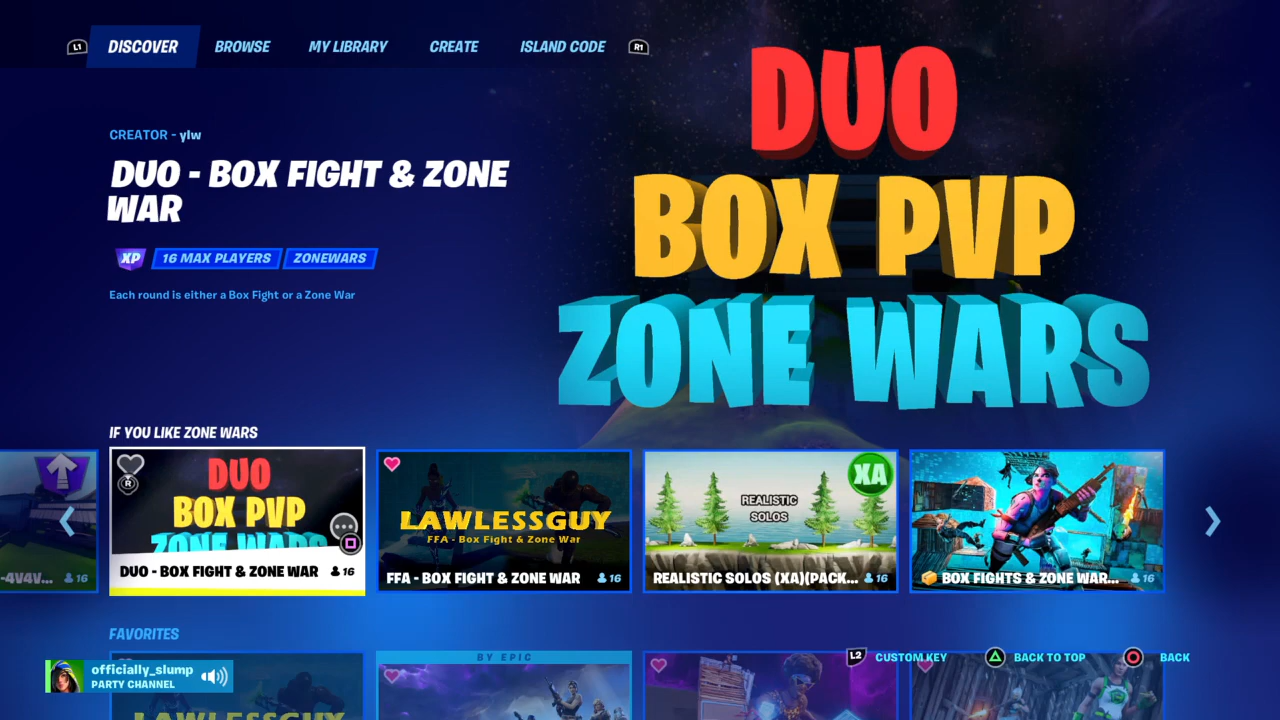 L1
DISCOVER
BROWSE
MY LIBRARY
CREATE
ISLAND CODE
R1
CREATOR - ylw
DUO - BOX FIGHT & ZONE
WAR
XP
16 MAX PLAYERS
ZONEWARS
Each round is either a Box Fight or a Zone War
DUO
BOX PVP
ZONE WARS
IF YOU LIKE ZONE WARS
-4V4V...
16
R
DUO
BOX PVP
ZONE WARS
DUO - BOX FIGHT & ZONE WAR
16
LAWLESSGUY
FFA - Box Fight & Zone War
FFA - BOX FIGHT & ZONE WAR
16
XA
REALISTIC
SOLOS
REALISTIC SOLOS (XA)(PACK...
16
BOX FIGHTS & ZONE WAR...
16
FAVORITES
BY EPIC
LAWLESSGUY
officially_slump
PARTY CHANNEL
L2
CUSTOM KEY
BACK TO TOP
BACK